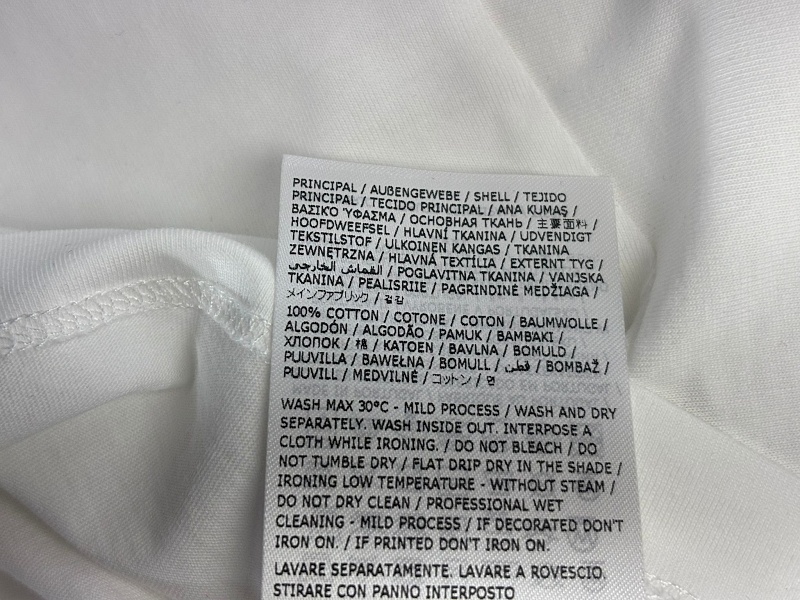 PRINCIPAL / AUßENGEWEBE / SHELL / TEJIDO
PRINCIPAL / TECIDO PRINCIPAL / ANA KUMAŞ /
ΒΑΣΙΚΌ ΎΦΑΣΜΑ / ОСНОВНАЯ ТКАНЬ / 主要面料 /
HOOFDWEEFSEL / HLAVNÍ TKANINA / UDVENDIGT
TEKSTILSTOF / ULKOINEN KANGAS / TKANINA
ZEWNĘTRZNA / HLAVNÁ TEXTÍLIA / EXTERNT TYG /
القماش الخارجي / POGLAVITNA TKANINA / VANJSKA
TKANINA / PEALISRIIE / PAGRINDINĖ MEDŽIAGA /
メインファブリック / 겉감
100% COTTON / COTONE / COTON / BAUMWOLLE /
ALGODÓN / ALGODÃO / PAMUK / ΒΑΜΒΆΚΙ /
ХЛОПОК / 棉 / KATOEN / BAVLNA / BOMULD /
PUUVILLA / BAWEŁNA / BOMULL / قطن / BOMBAŽ /
PUUVILL / MEDVILNĖ / コットン / 면
WASH MAX 30°C - MILD PROCESS / WASH AND DRY
SEPARATELY. WASH INSIDE OUT. INTERPOSE A
CLOTH WHILE IRONING. / DO NOT BLEACH / DO
NOT TUMBLE DRY / FLAT DRIP DRY IN THE SHADE /
IRONING LOW TEMPERATURE - WITHOUT STEAM /
DO NOT DRY CLEAN / PROFESSIONAL WET
CLEANING - MILD PROCESS / IF DECORATED DON'T
IRON ON. / IF PRINTED DON'T IRON ON.
LAVARE SEPARATAMENTE. LAVARE A ROVESCIO.
STIRARE CON PANNO INTERPOSTO